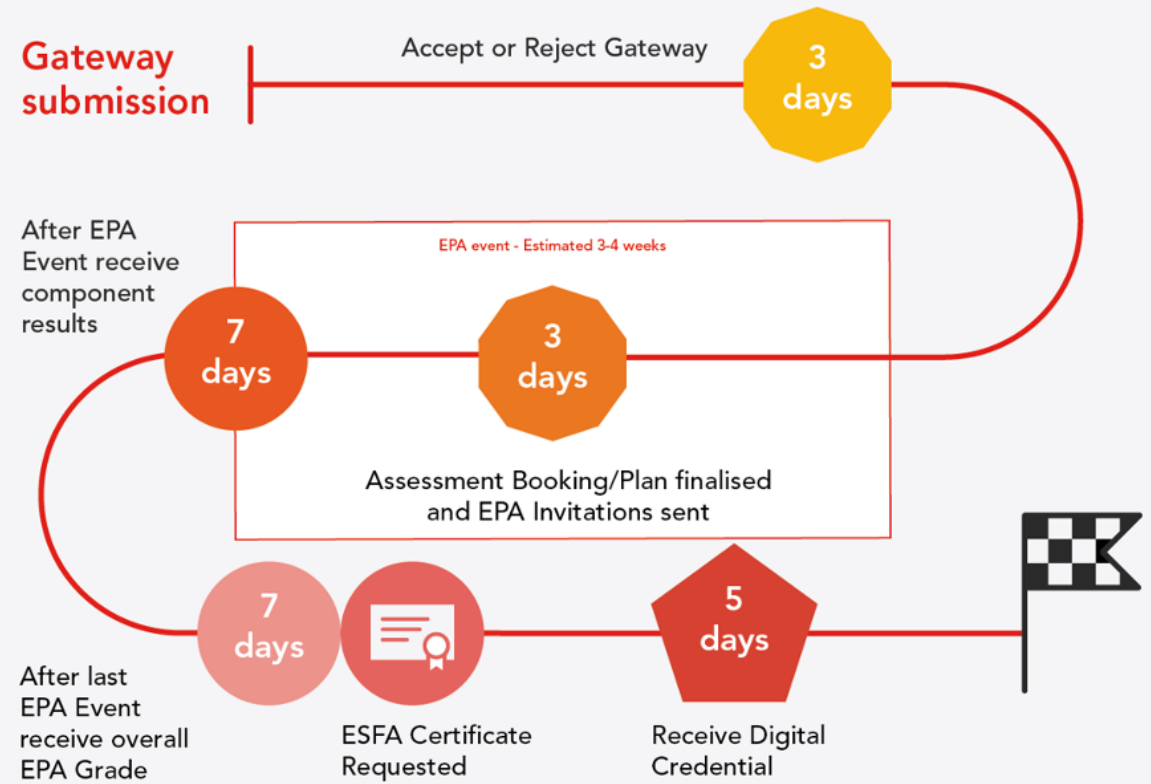 Gateway
submission
Accept or Reject Gateway
3
days
EPA event - Estimated 3-4 weeks
3
days
Assessment Booking/Plan finalised
and EPA Invitations sent
After EPA
Event receive
component
results
7
days
7
days
After last
EPA Event
receive overall
EPA Grade
ESFA Certificate
Requested
5
days
Receive Digital
Credential